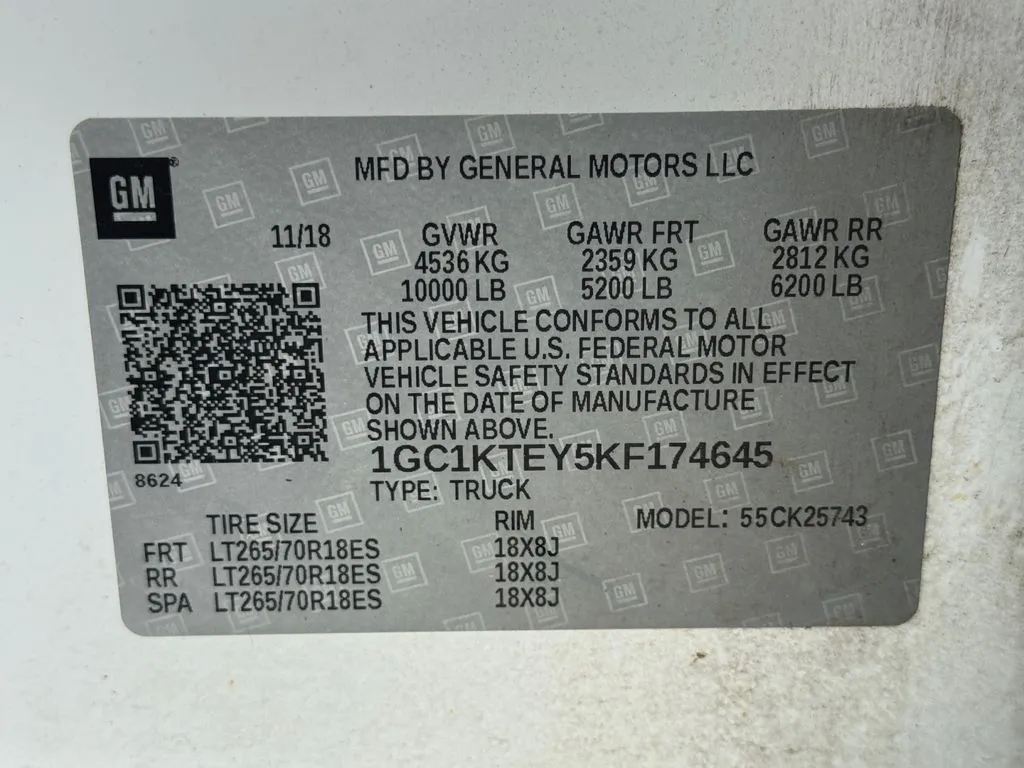 GM®
MFD BY GENERAL MOTORS LLC
11/18 GVWR GAWR FRT GAWR RR
4536 KG 2359 KG 2812 KG
10000 LB 5200 LB 6200 LB
THIS VEHICLE CONFORMS TO ALL
APPLICABLE U.S. FEDERAL MOTOR
VEHICLE SAFETY STANDARDS IN EFFECT
ON THE DATE OF MANUFACTURE
SHOWN ABOVE.
1GC1KTEY5KF174645
8624
TYPE: TRUCK
TIRE SIZE RIM MODEL: 55CK25743
FRT LT265/70R18ES 18X8J
RR LT265/70R18ES 18X8J
SPA LT265/70R18ES 18X8J